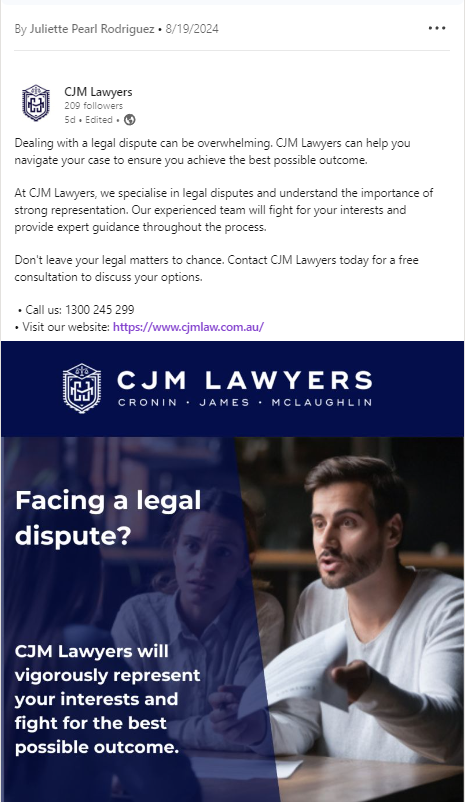 By Juliette Pearl Rodriguez • 8/19/2024
CJM Lawyers
209 followers
5d • Edited •
Dealing with a legal dispute can be overwhelming. CJM Lawyers can help you
navigate your case to ensure you achieve the best possible outcome.
At CJM Lawyers, we specialise in legal disputes and understand the importance of
strong representation. Our experienced team will fight for your interests and
provide expert guidance throughout the process.
Don't leave your legal matters to chance. Contact CJM Lawyers today for a free
consultation to discuss your options.
• Call us: 1300 245 299
• Visit our website: https://www.cjmlaw.com.au/
CJM LAWYERS
CRONIN · JAMES · MCLAUGHLIN
Facing a legal
dispute?
CJM Lawyers will
vigorously represent
your interests and
fight for the best
possible outcome.